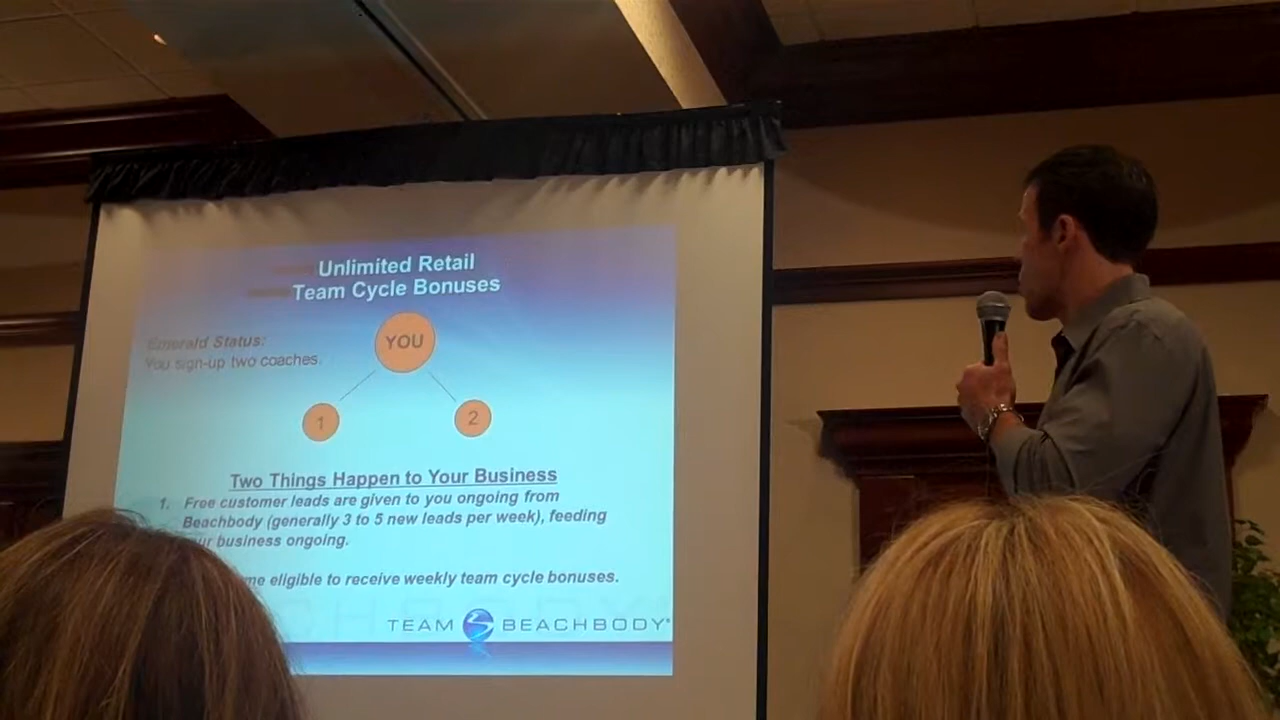 Unlimited Retail
Team Cycle Bonuses
YOU
Emerald Status:
You sign-up two coaches.
1
2
Two Things Happen to Your Business
1. Free customer leads are given to you ongoing from
Beachbody (generally 3 to 5 new leads per week), feeding
business ongoing.
eligible to receive weekly team cycle bonuses.
TEAM BEACHBODY